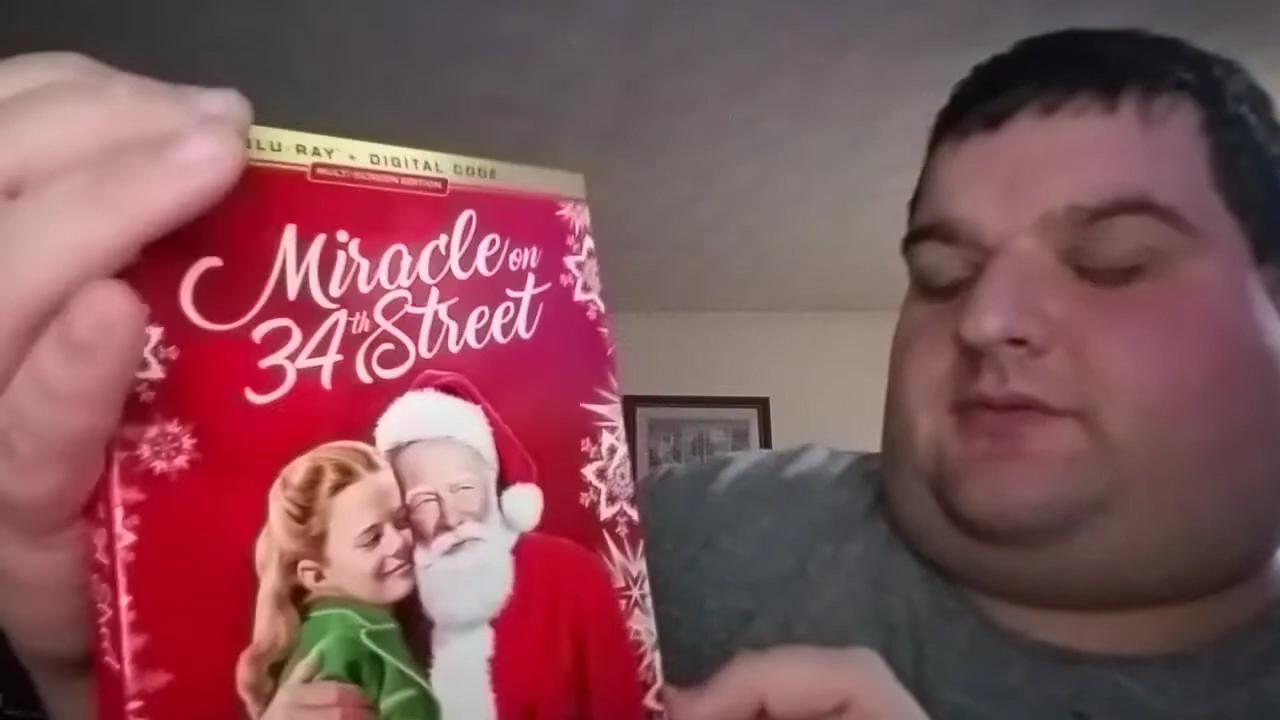 BLU-RAY + DIGITAL CODE
MULTI-SCREEN EDITION
Miracle on
34th Street